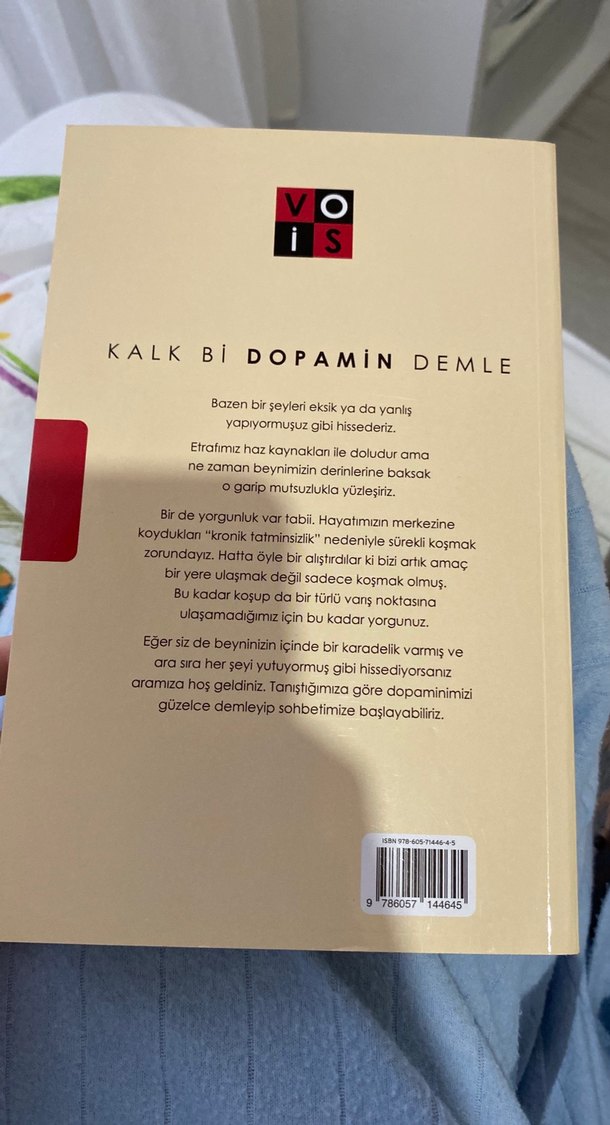 VO
İS
KALK Bİ DOPAMİN DEMLE
Bazen bir şeyleri eksik ya da yanlış
yapıyormuşuz gibi hissederiz.
Etrafımız haz kaynakları ile doludur ama
ne zaman beynimizin derinlerine baksak
o garip mutsuzlukla yüzleşiriz.
Bir de yorgunluk var tabii. Hayatımızın merkezine
koydukları “kronik tatminsizlik” nedeniyle sürekli koşmak
zorundayız. Hatta öyle bir alıştırdılar ki bizi artık amaç
bir yere ulaşmak değil sadece koşmak olmuş.
Bu kadar koşup da bir türlü varış noktasına
ulaşamadığımız için bu kadar yorgunuz.
Eğer siz de beyninizin içinde bir karadelik varmış ve
ara sıra her şeyi yutuyormuş gibi hissediyorsanız
aramıza hoş geldiniz. Tanıştığımıza göre dopaminimizi
güzelce demleyip sohbetimize başlayabiliriz.
ISBN 978-605-71446-4-5
9 786057 144645